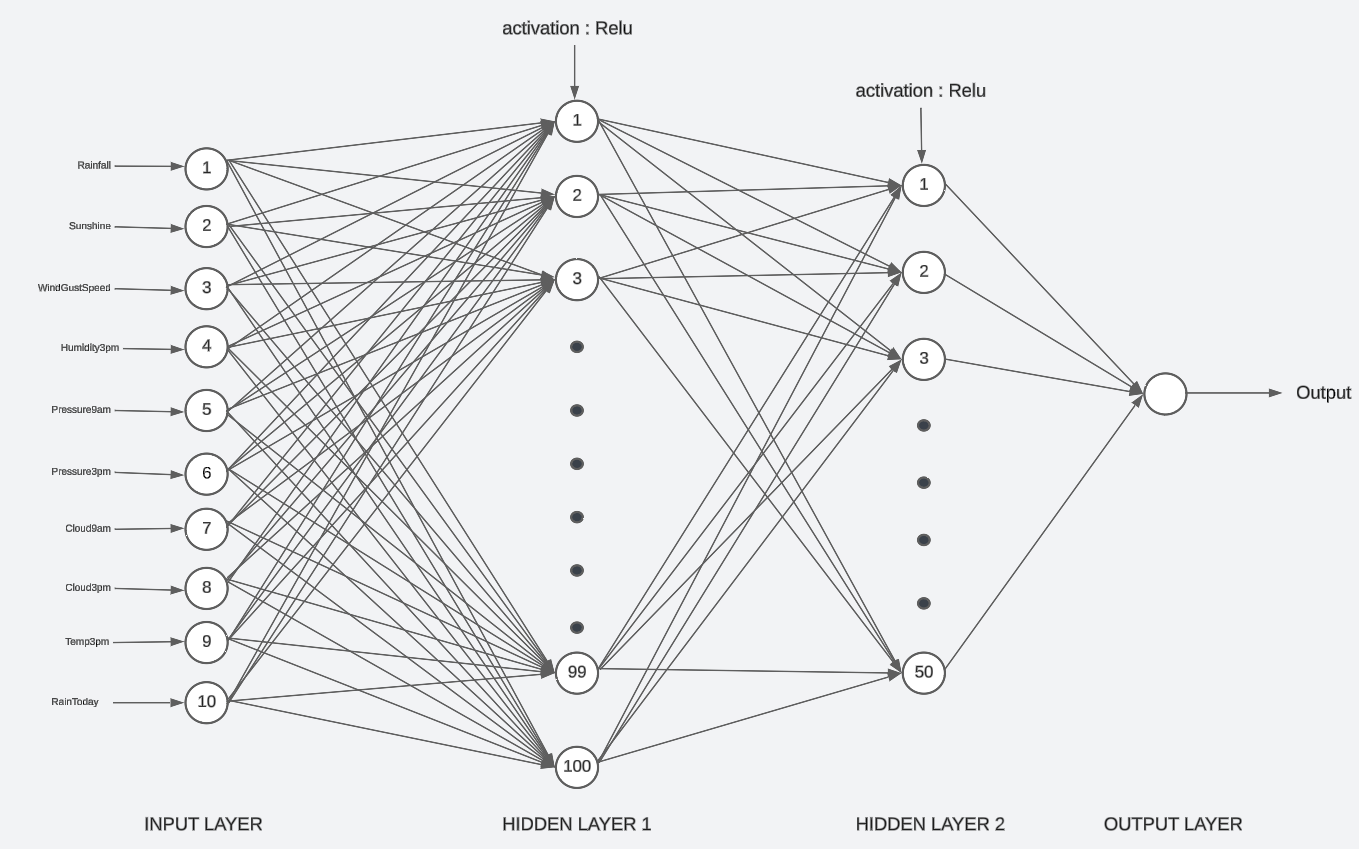 activation : Relu
activation : Relu
Rainfall
Sunshine
WindGustSpeed
Humidity3pm
Pressure9am
Pressure3pm
Cloud9am
Cloud3pm
Temp3pm
RainToday
1
2
3
4
5
6
7
8
9
10
1
2
3
99
100
1
2
3
50
Output
INPUT LAYER
HIDDEN LAYER 1
HIDDEN LAYER 2
OUTPUT LAYER